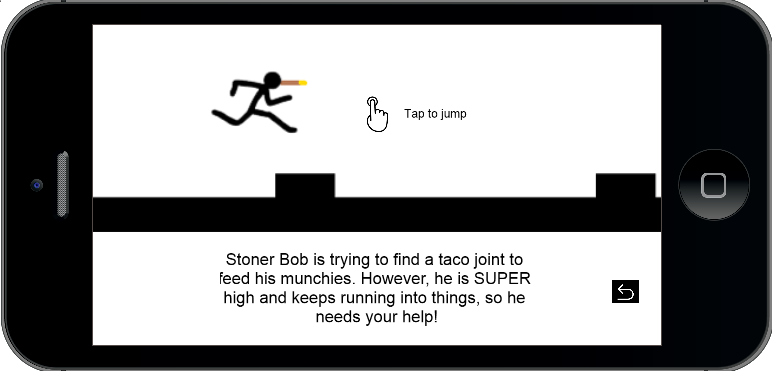 Tap to jump
Stoner Bob is trying to find a taco joint to
feed his munchies. However, he is SUPER
high and keeps running into things, so he
needs your help!